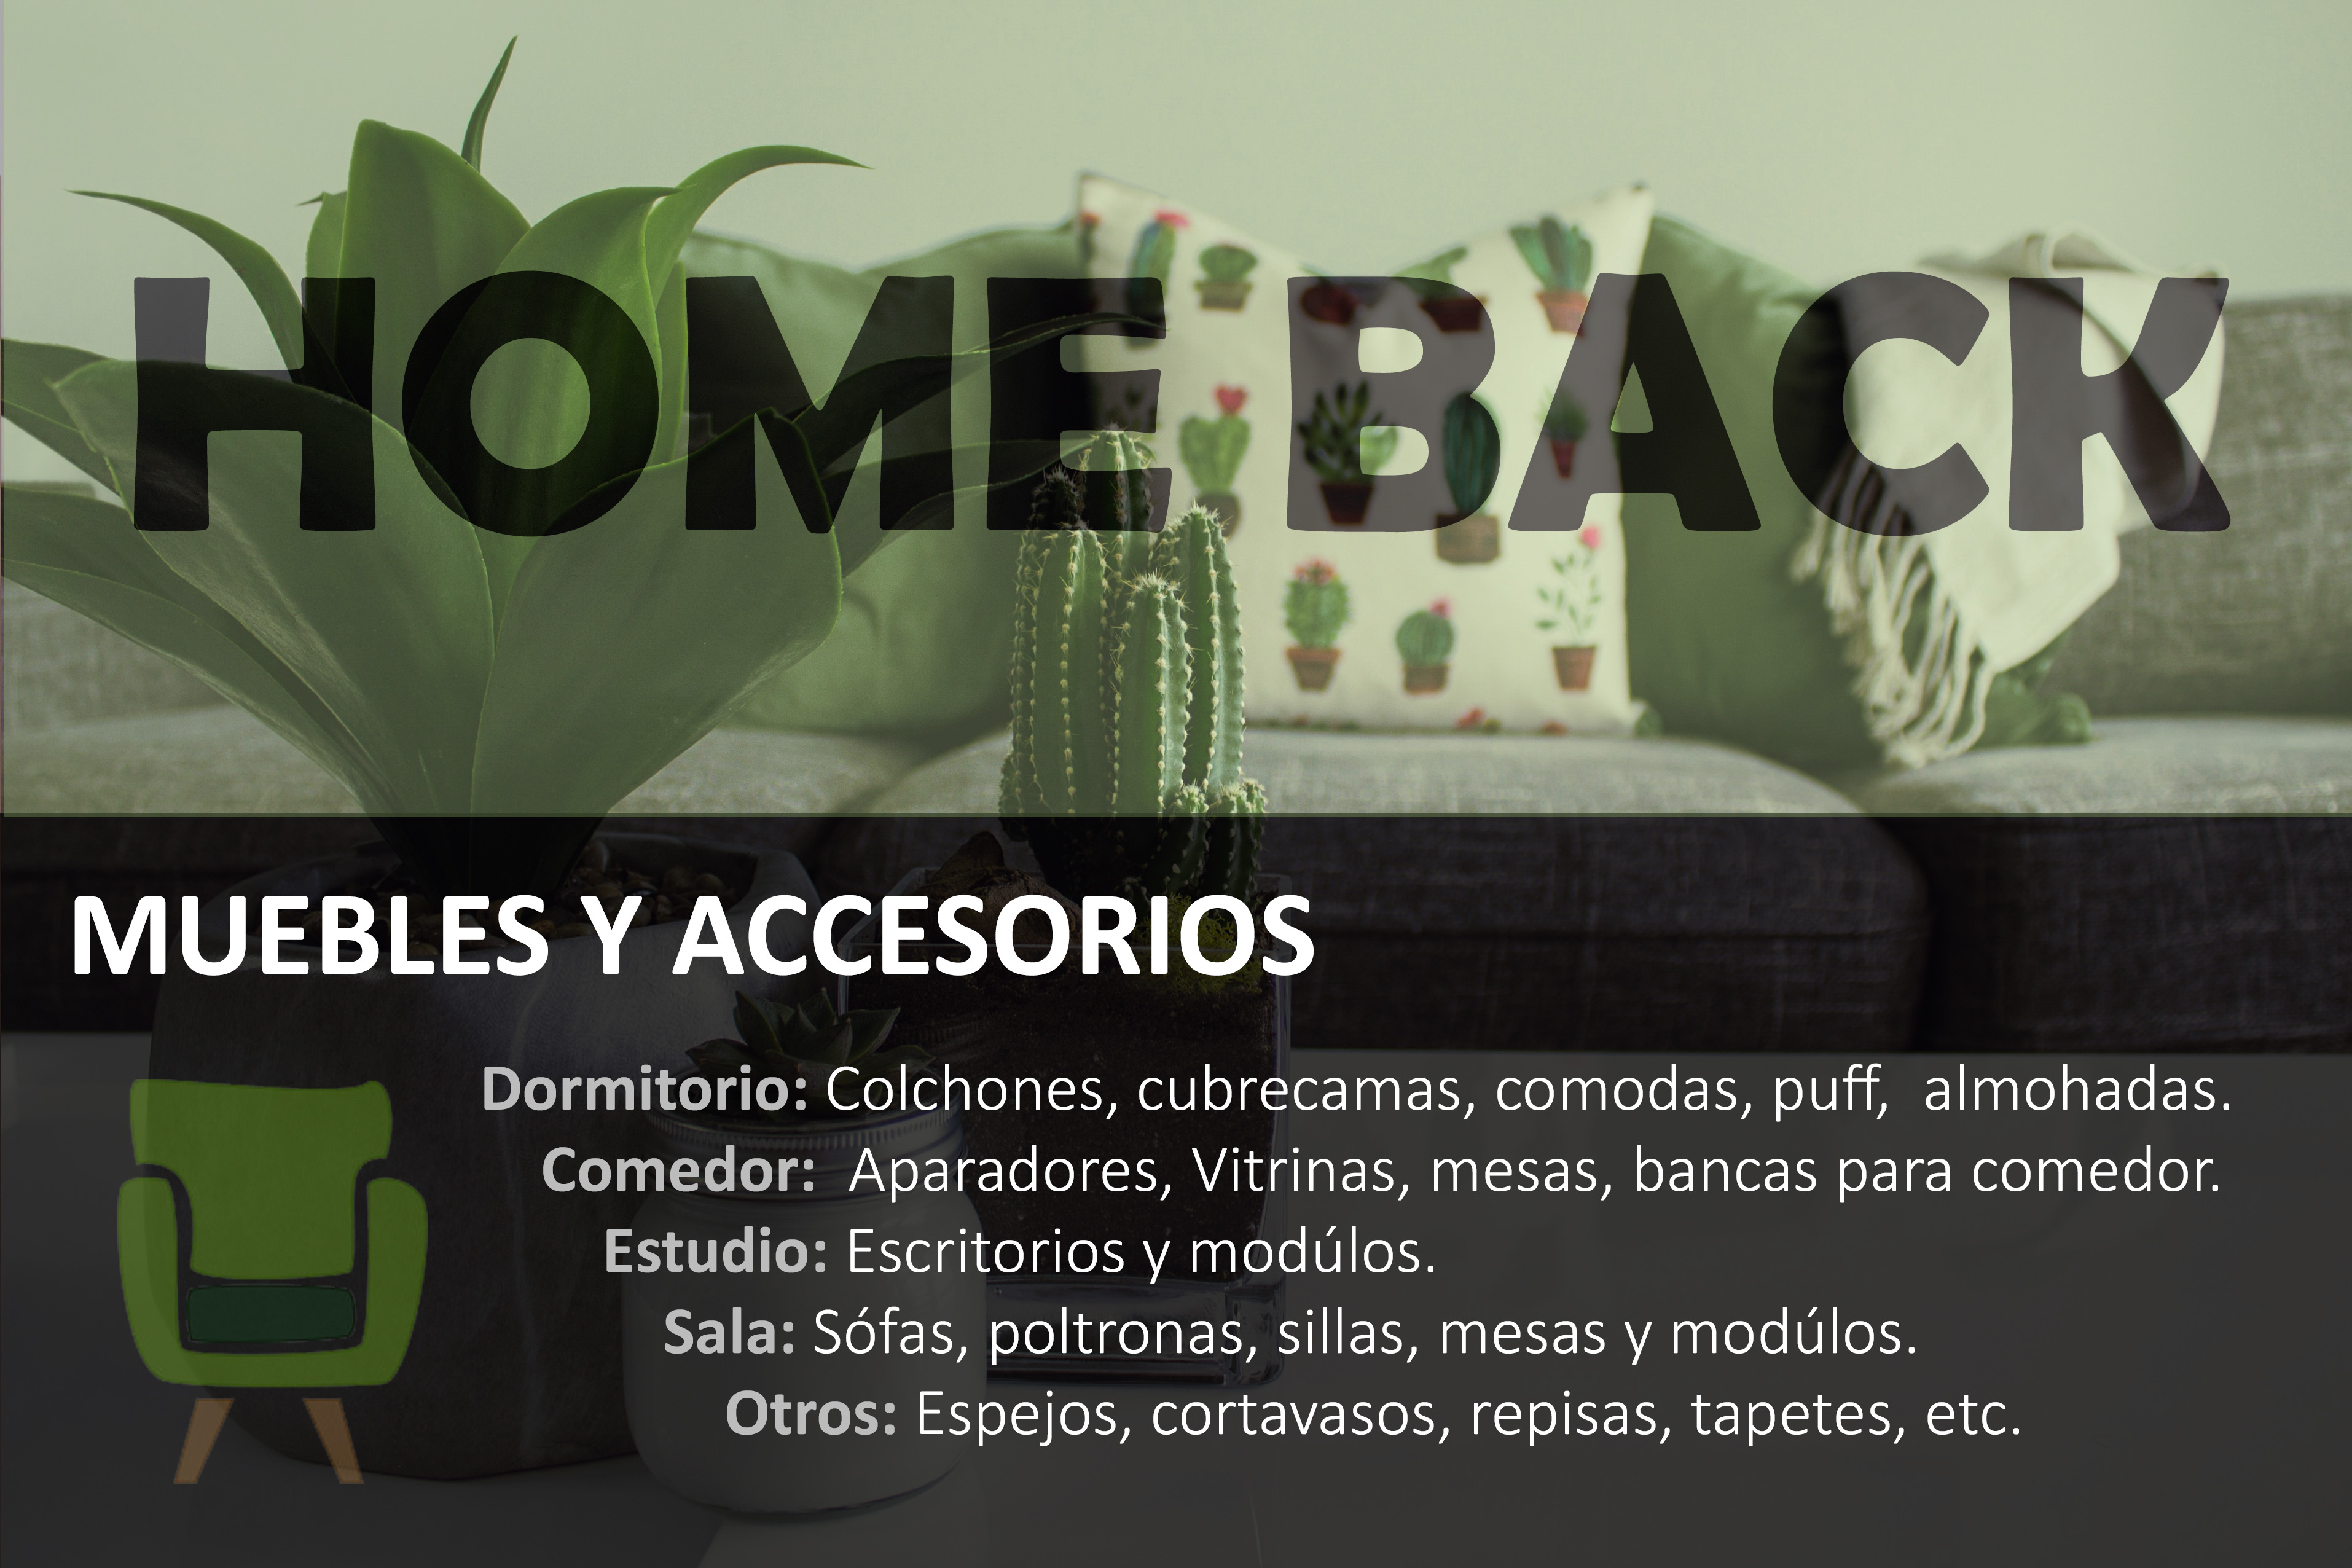 HOME BACK
MUEBLES Y ACCESORIOS
Dormitorio: Colchones, cubrecamas, comodas, puff, almohadas.
Comedor: Aparadores, Vitrinas, mesas, bancas para comedor.
Estudio: Escritorios y modúlos.
Sala: Sófas, poltronas, sillas, mesas y modúlos.
Otros: Espejos, cortavasos, repisas, tapetes, etc.